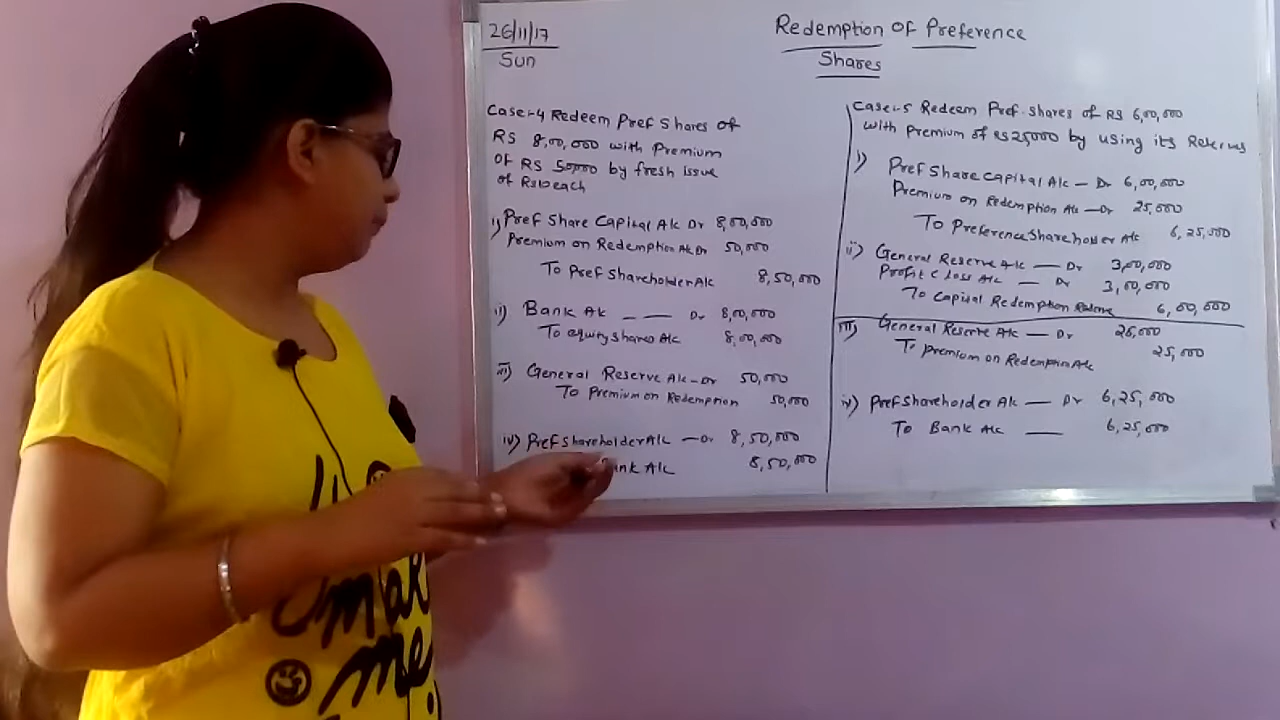 26/11/17
Sun
Redemption Of Preference
Shares
Case:-4 Redeem Pref Shares of
RS 8,00,000 with Premium
of RS 50000 by fresh issue
of Rs10each
i) Pref Share Capital A/c Dr 8,00,000
Premium on Redemption A/c Dr 50,000
To Pref Shareholder A/c 8,50,000
ii) Bank A/c — — Dr 8,00,000
To equity shares A/c 8,00,000
iii) General Reserve A/c - Dr 50,000
To Premium on Redemption 50,000
iv) Pref shareholder A/c — Dr 8,50,000
ank A/c 8,50,000
Case:-5 Redeem Pref. shares of RS 6,00,000
with Premium of Rs 25,000 by using its Reserves
i) Pref Share Capital A/c — Dr 6,00,000
Premium on Redemption A/c — Dr 25,000
To Preference Shareholder A/c 6,25,000
ii) General Reserve A/c — Dr 3,00,000
Profit & loss A/c — Dr 3,00,000
To Capital Redemption Reserve 6,00,000
iii) General Reserve A/c — Dr 25,000
To Premium on Redemption A/c 25,000
iv) Pref shareholder A/c — Dr 6,25,000
To Bank A/c — 6,25,000
me